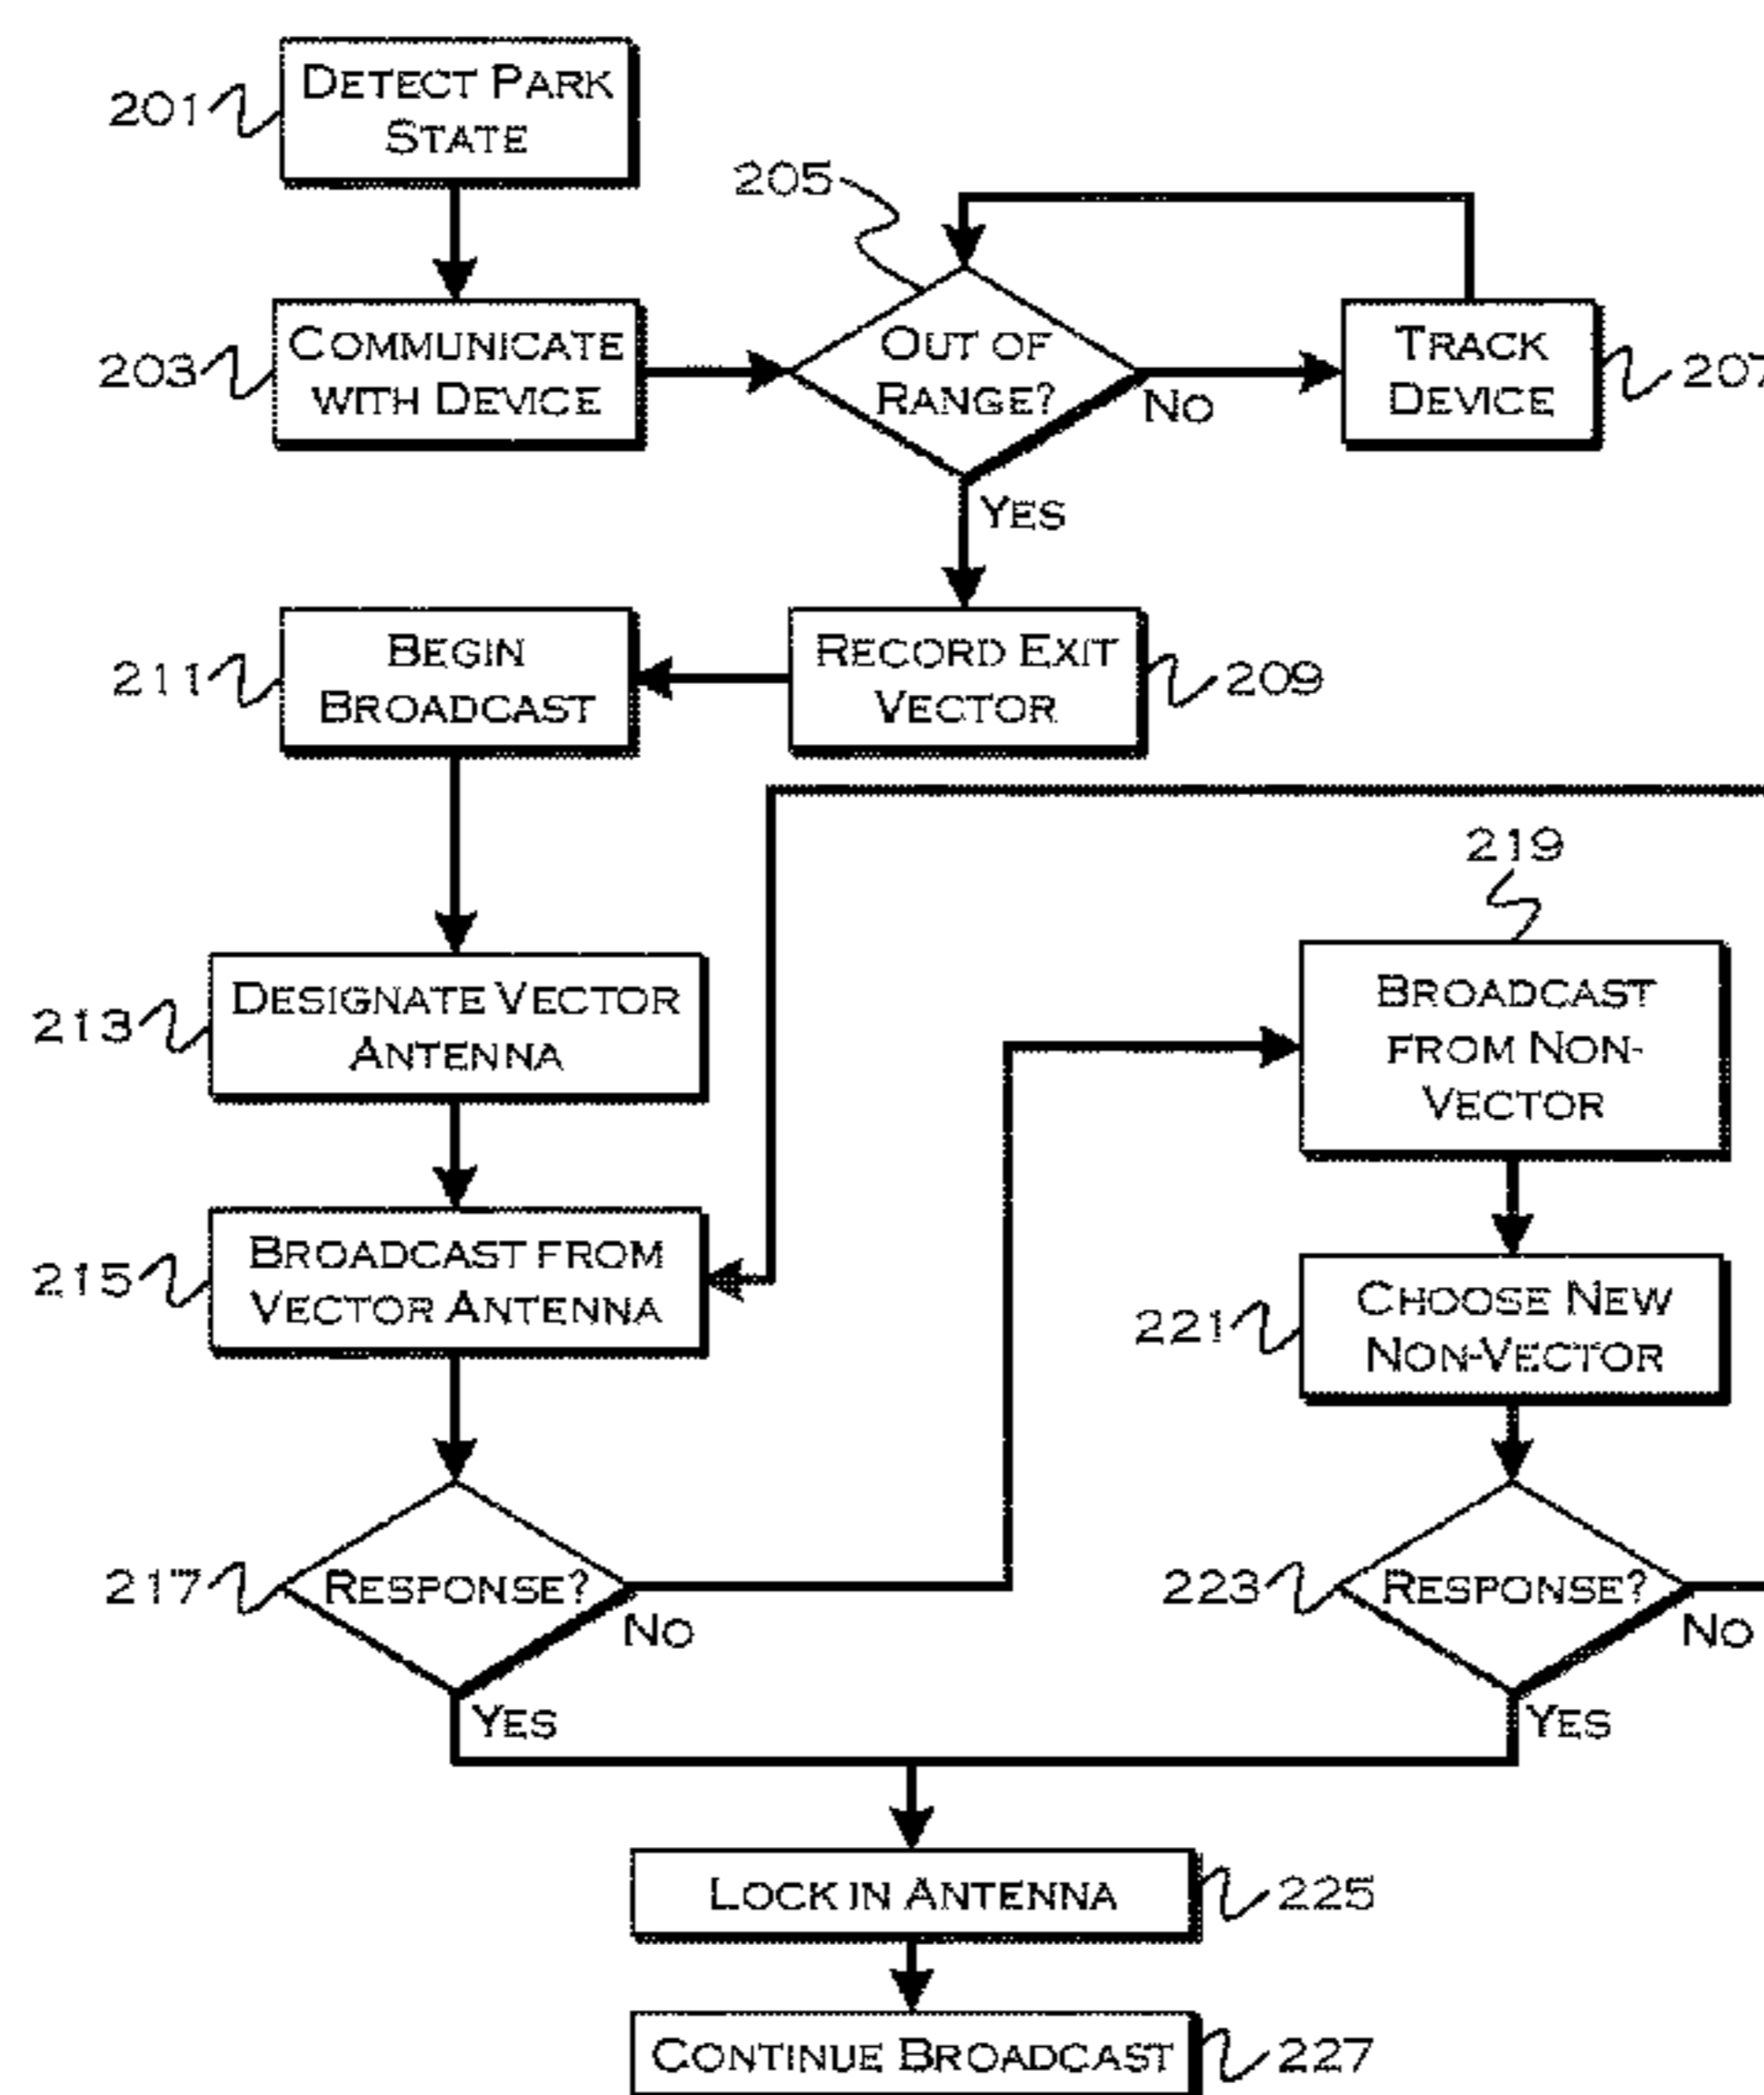 201
DETECT PARK
STATE
205
203
COMMUNICATE
WITH DEVICE
OUT OF
RANGE?
NO
TRACK
DEVICE
207
YES
211
BEGIN
BROADCAST
RECORD EXIT
VECTOR
209
219
213
DESIGNATE VECTOR
ANTENNA
BROADCAST
FROM NON-
VECTOR
215
BROADCAST FROM
VECTOR ANTENNA
221
CHOOSE NEW
NON-VECTOR
217
RESPONSE?
NO
YES
223
RESPONSE?
NO
YES
LOCK IN ANTENNA
225
CONTINUE BROADCAST
227